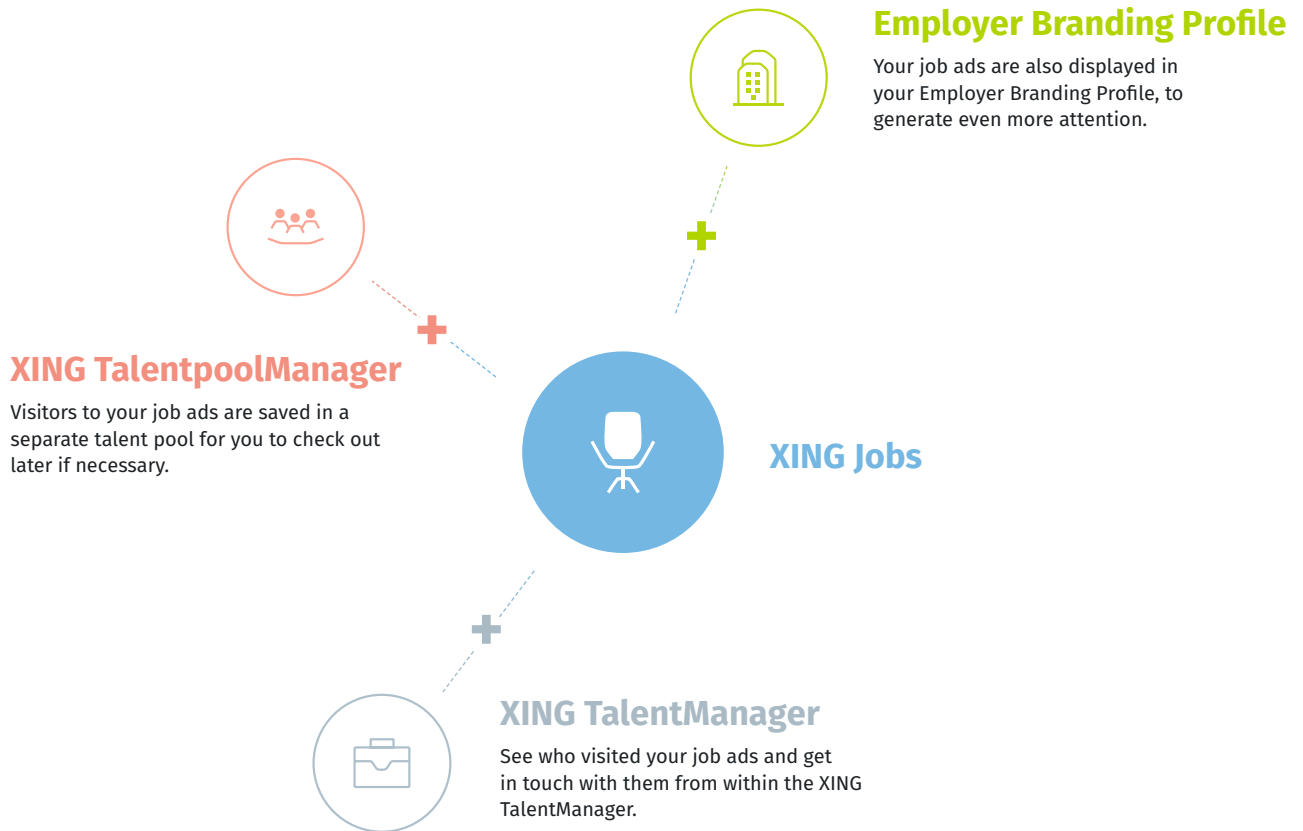 Employer Branding Profile
Your job ads are also displayed in
your Employer Branding Profile, to
generate even more attention.
XING TalentpoolManager
Visitors to your job ads are saved in a
separate talent pool for you to check out
later if necessary.
XING Jobs
XING TalentManager
See who visited your job ads and get
in touch with them from within the XING
TalentManager.